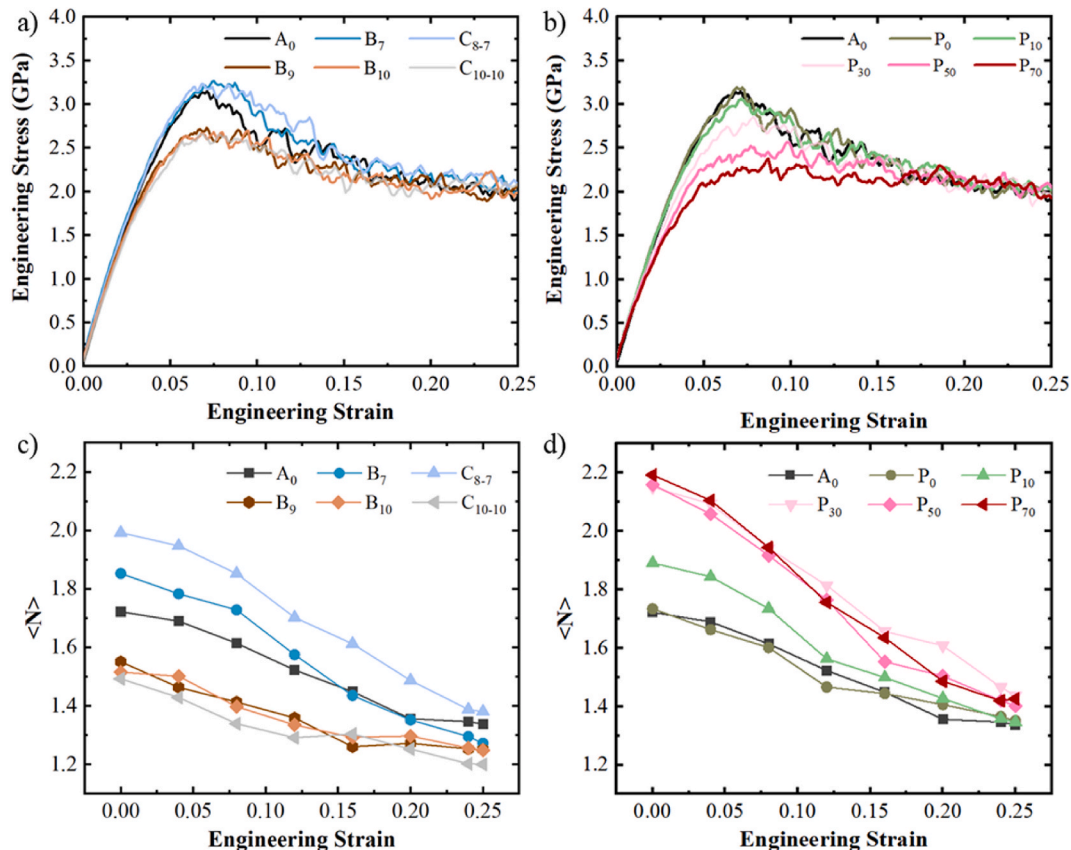 a)
A₀ B₇ C₈₋₇
B₉ B₁₀ C₁₀₋₁₀
Engineering Stress (GPa)
4.0
3.5
3.0
2.5
2.0
1.5
1.0
0.5
0.0
0.00 0.05 0.10 0.15 0.20 0.25
Engineering Strain
b)
A₀ P₀ P₁₀
P₃₀ P₅₀ P₇₀
Engineering Stress (GPa)
4.0
3.5
3.0
2.5
2.0
1.5
1.0
0.5
0.0
0.00 0.05 0.10 0.15 0.20 0.25
Engineering Strain
c)
A₀ B₇ C₈₋₇
B₉ B₁₀ C₁₀₋₁₀
<N>
2.2
2.0
1.8
1.6
1.4
1.2
0.00 0.05 0.10 0.15 0.20 0.25
Engineering Strain
d)
A₀ P₀ P₁₀
P₃₀ P₅₀ P₇₀
<N>
2.2
2.0
1.8
1.6
1.4
1.2
0.00 0.05 0.10 0.15 0.20 0.25
Engineering Strain